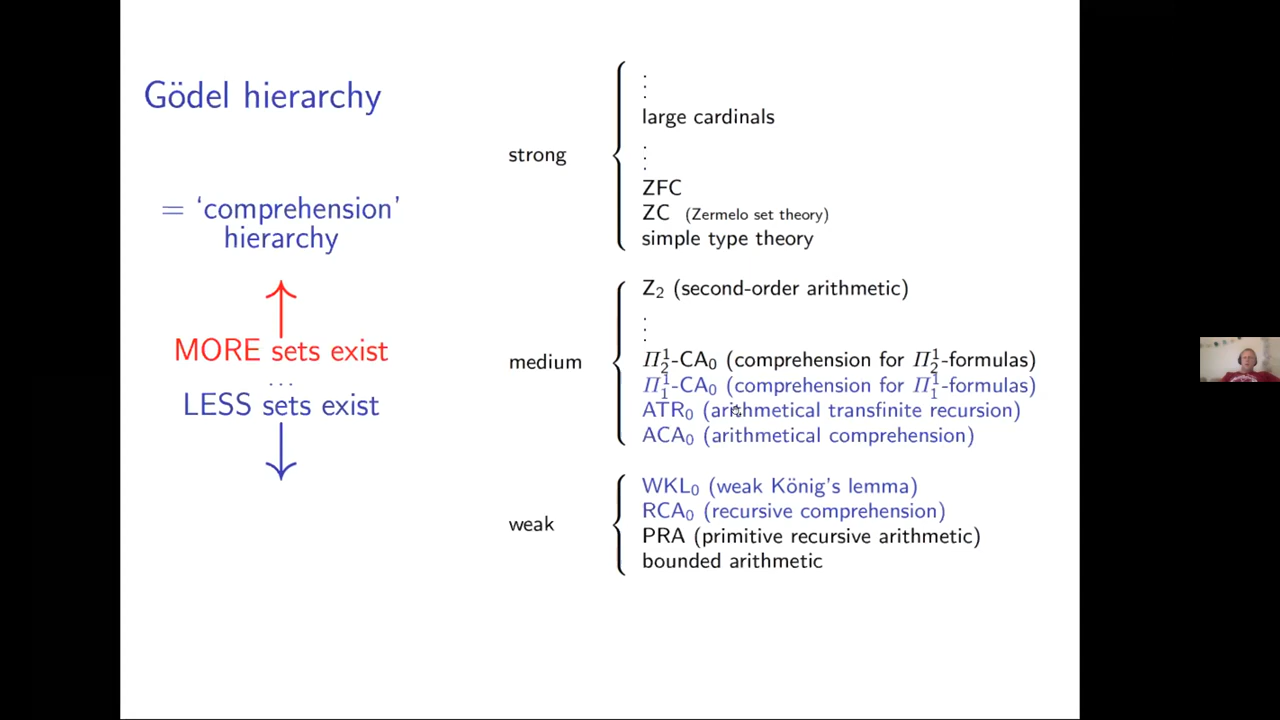 Gödel hierarchy
= ‘comprehension’
hierarchy
MORE sets exist
...
LESS sets exist
strong
⋮
large cardinals
⋮
ZFC
ZC (Zermelo set theory)
simple type theory
medium
Z₂ (second-order arithmetic)
⋮
Π¹₂-CA₀ (comprehension for Π¹₂-formulas)
Π¹₁-CA₀ (comprehension for Π¹₁-formulas)
ATR₀ (arithmetical transfinite recursion)
ACA₀ (arithmetical comprehension)
weak
WKL₀ (weak König's lemma)
RCA₀ (recursive comprehension)
PRA (primitive recursive arithmetic)
bounded arithmetic